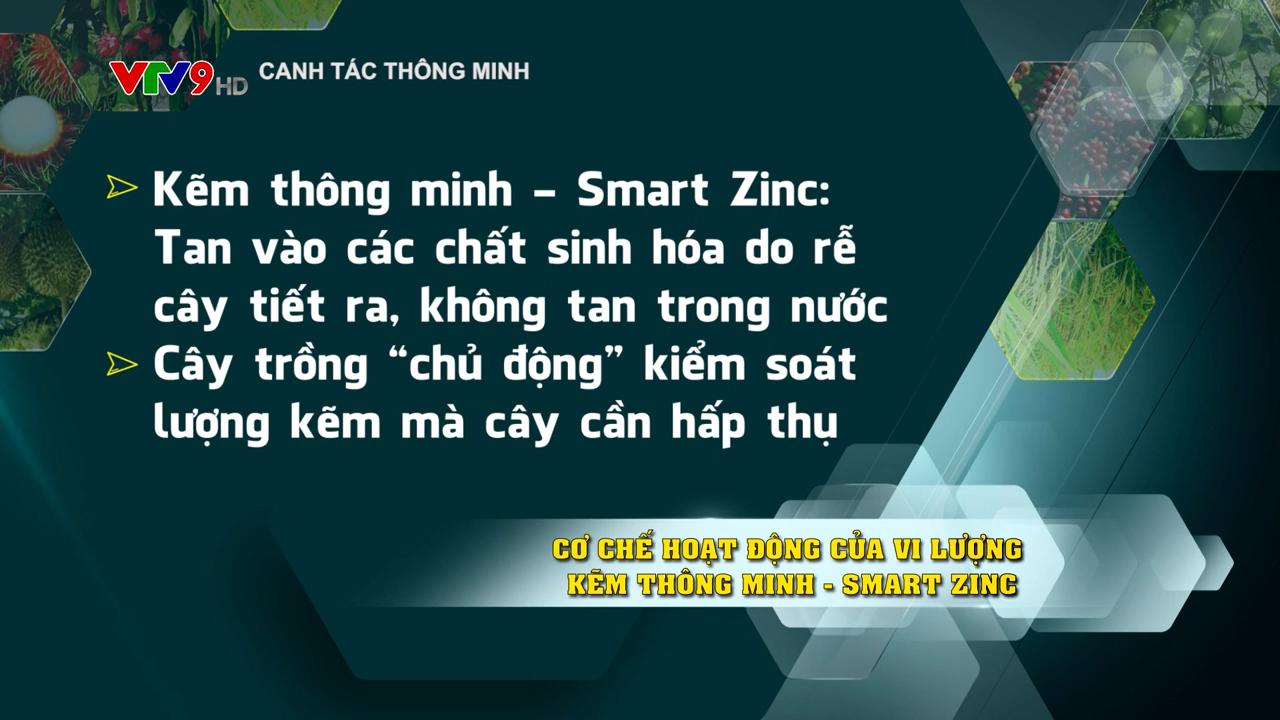 VTV9 HD CANH TÁC THÔNG MINH
Kẽm thông minh – Smart Zinc:
Tan vào các chất sinh hóa do rễ
cây tiết ra, không tan trong nước
Cây trồng “chủ động” kiểm soát
lượng kẽm mà cây cần hấp thụ
CƠ CHẾ HOẠT ĐỘNG CỦA VI LƯỢNG
KẼM THÔNG MINH - SMART ZINC